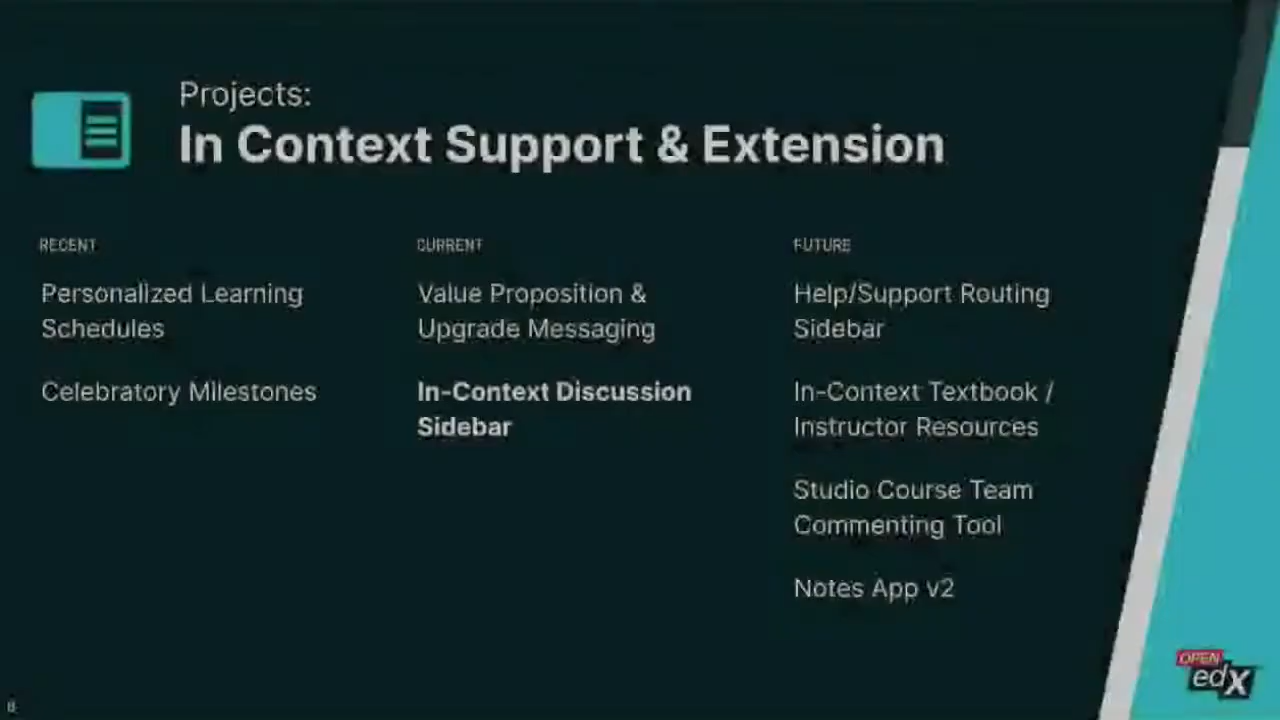 Projects:
In Context Support & Extension
RECENT
Personalized Learning
Schedules
Celebratory Milestones
CURRENT
Value Proposition &
Upgrade Messaging
In-Context Discussion
Sidebar
FUTURE
Help/Support Routing
Sidebar
In-Context Textbook /
Instructor Resources
Studio Course Team
Commenting Tool
Notes App v2
OPEN
edX